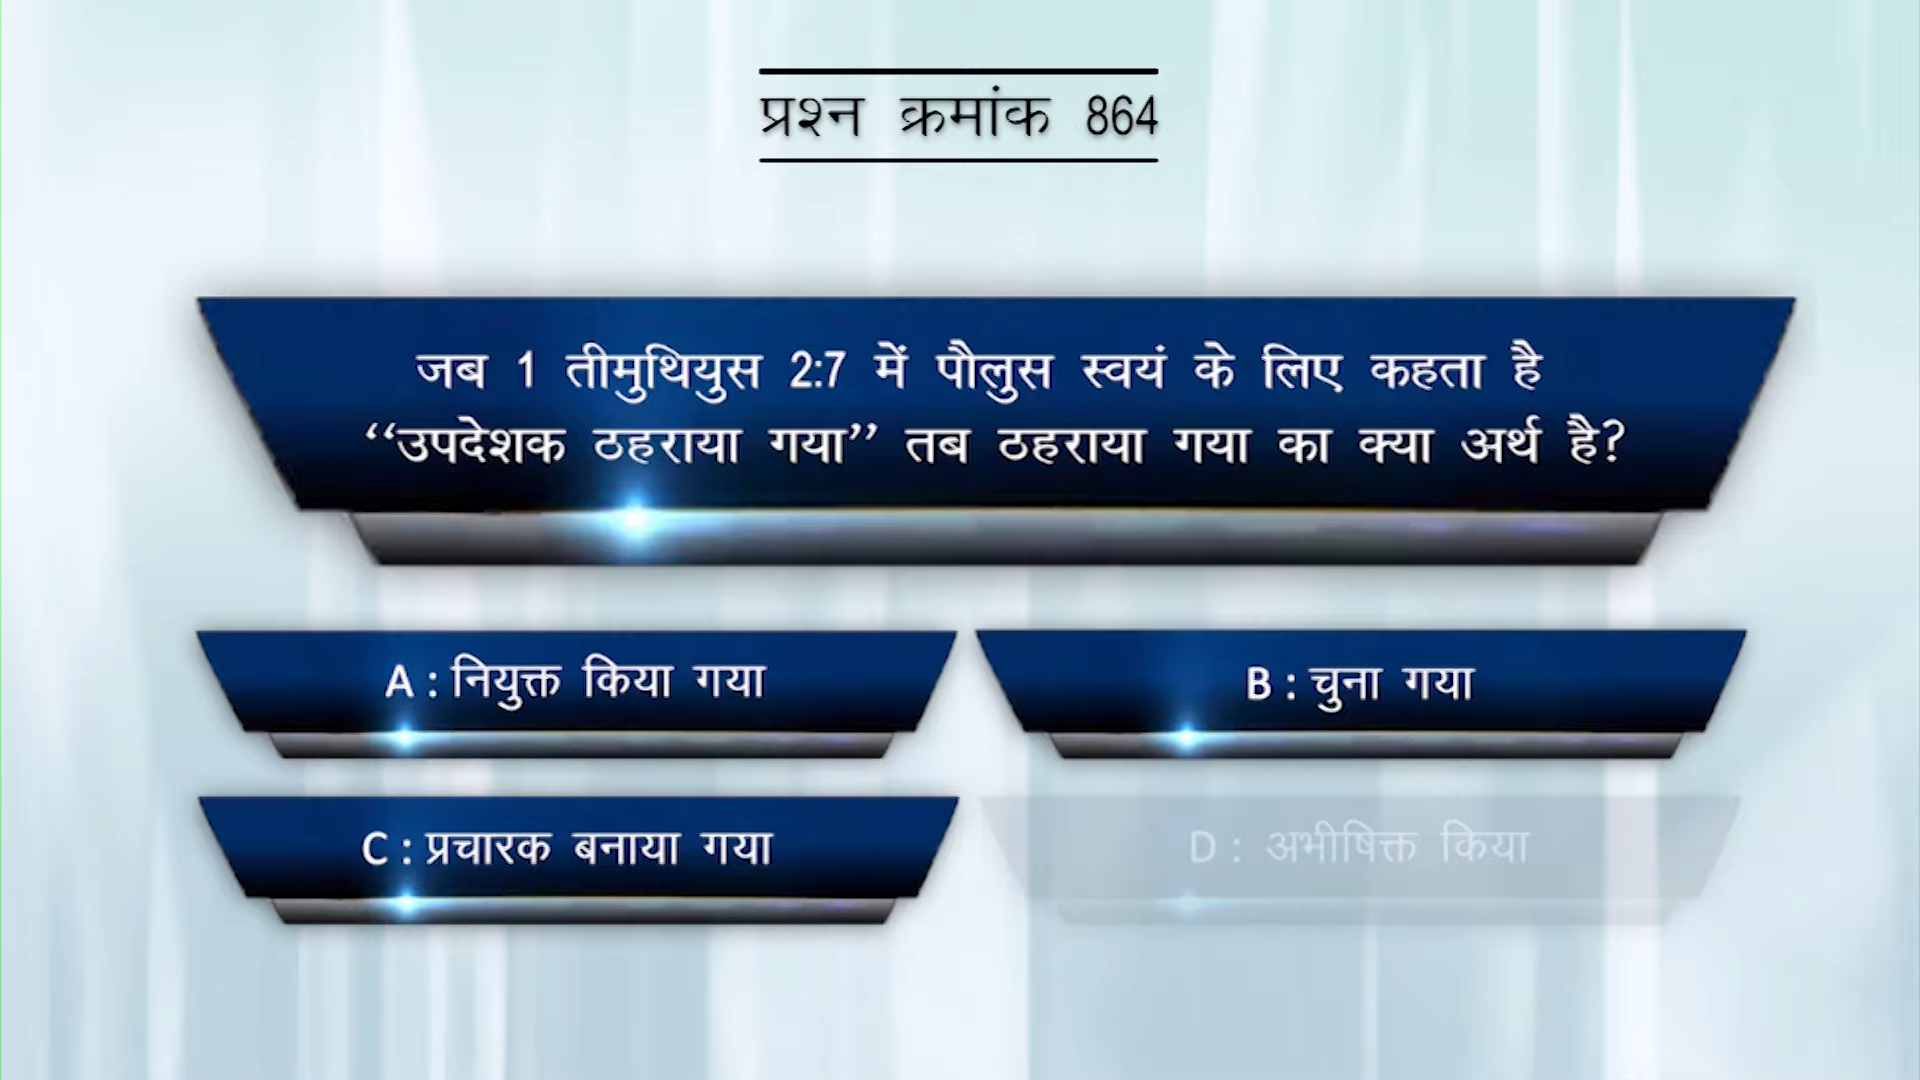 प्रश्न क्रमांक 864
जब 1 तीमुथियुस 2:7 में पौलुस स्वयं के लिए कहता है
‘‘उपदेशक ठहराया गया’’ तब ठहराया गया का क्या अर्थ है?
A : नियुक्त किया गया
B : चुना गया
C : प्रचारक बनाया गया
D : अभीषिक्त किया